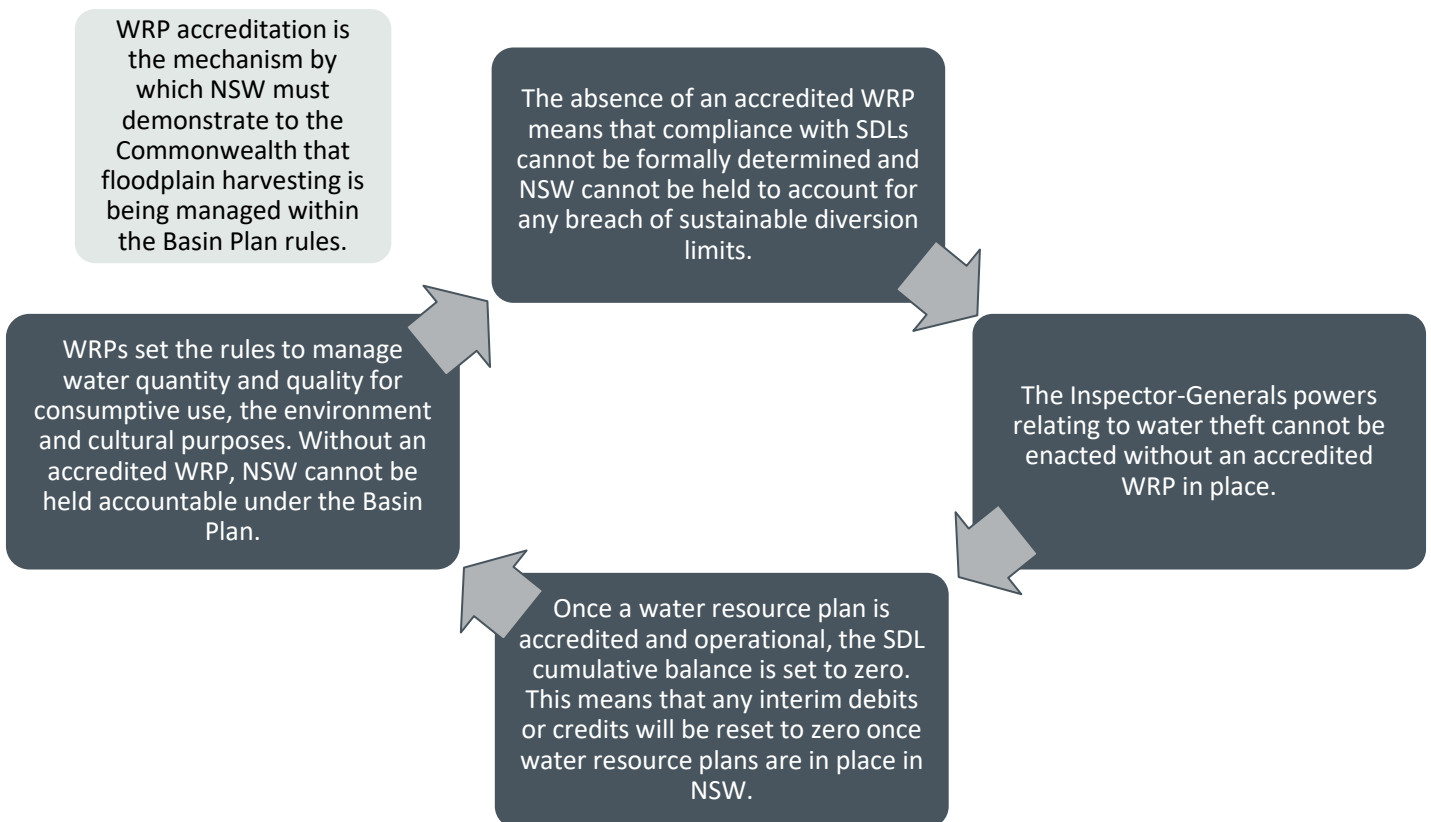 WRP accreditation is
the mechanism by
which NSW must
demonstrate to the
Commonwealth that
floodplain harvesting is
being managed within
the Basin Plan rules.
The absence of an accredited WRP
means that compliance with SDLs
cannot be formally determined and
NSW cannot be held to account for
any breach of sustainable diversion
limits.
The Inspector-Generals powers
relating to water theft cannot be
enacted without an accredited
WRP in place.
Once a water resource plan is
accredited and operational, the SDL
cumulative balance is set to zero.
This means that any interim debits
or credits will be reset to zero once
water resource plans are in place in
NSW.
WRPs set the rules to manage
water quantity and quality for
consumptive use, the environment
and cultural purposes. Without an
accredited WRP, NSW cannot be
held accountable under the Basin
Plan.